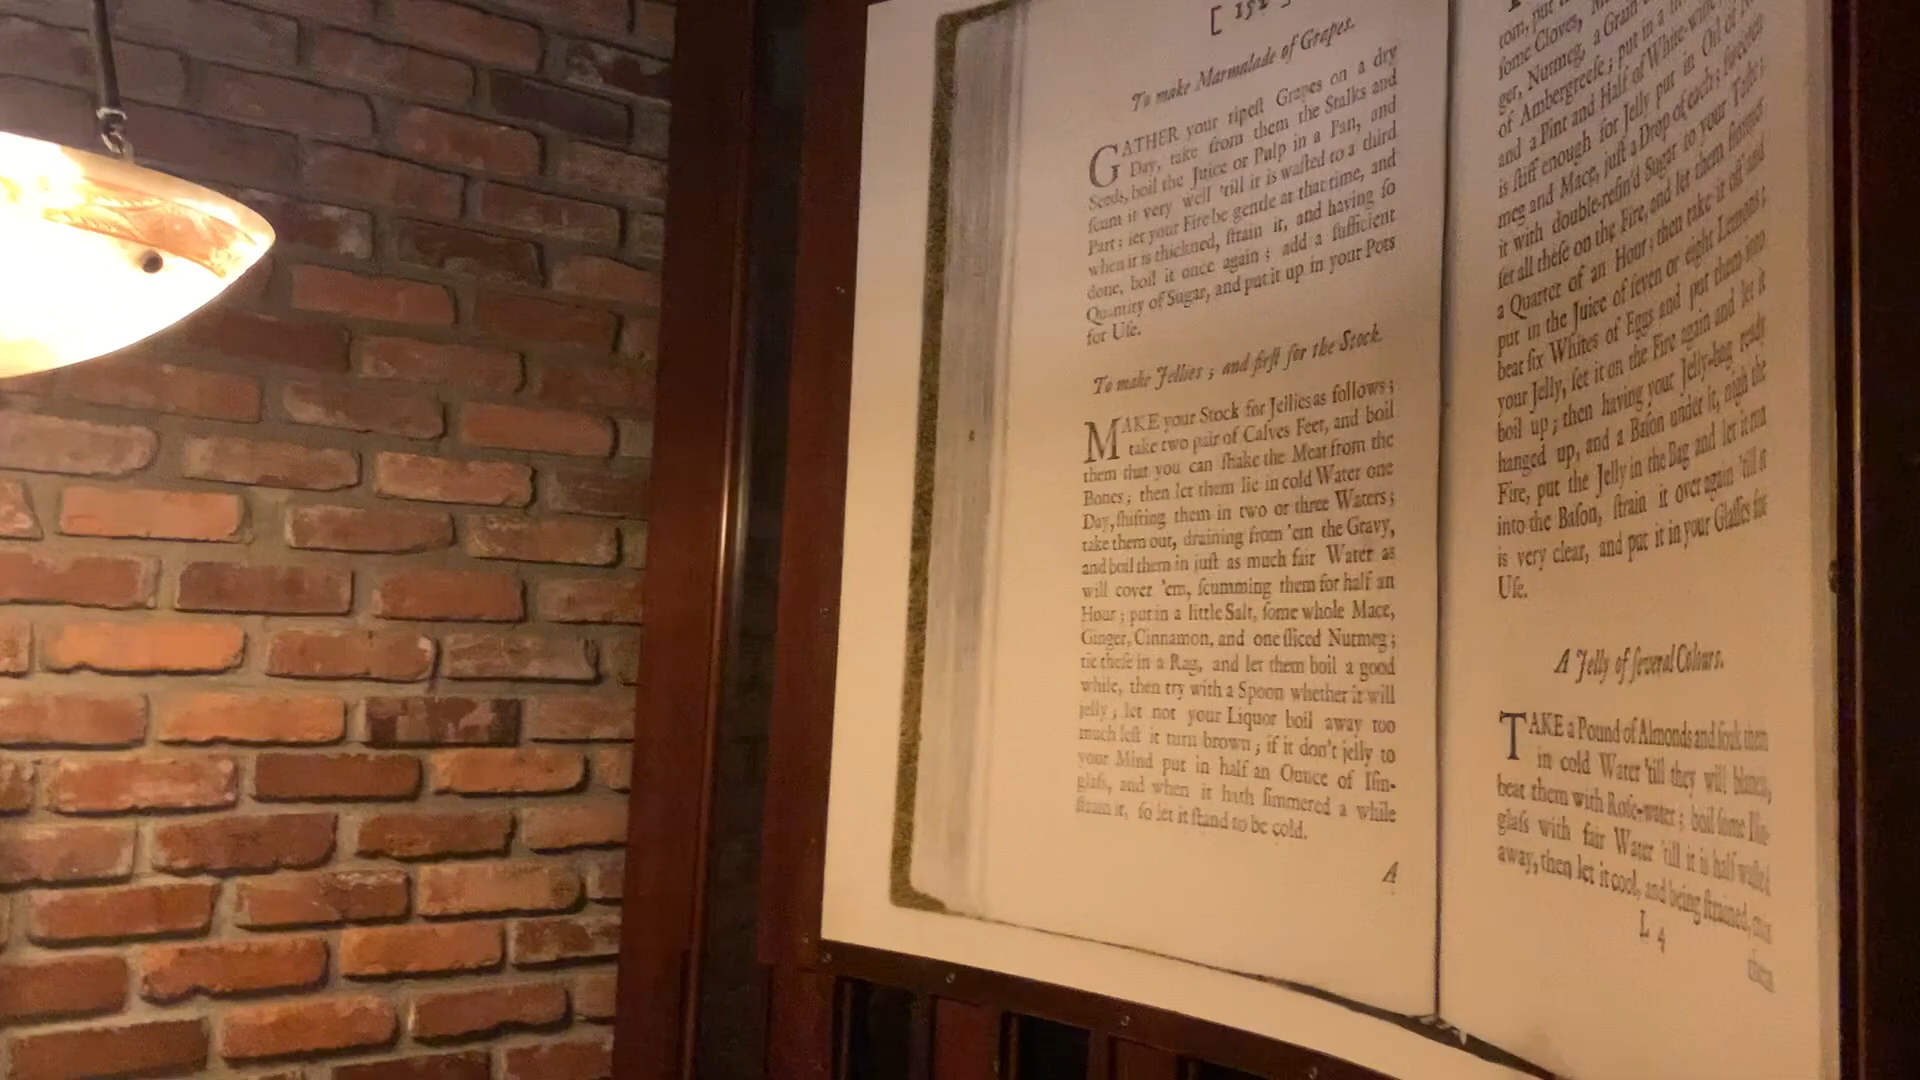 [ 152 ]
To make Marmalade of Grapes.
GATHER your ripeſt Grapes on a dry
Day, take from them the Stalks and
Seeds, boil the Juice or Pulp in a Pan, and
ſcum it very well 'till it is waſted to a third
Part; let your Fire be gentle at that time, and
when it is thickned, ſtrain it, and having ſo
done, boil it once again; add a ſufficient
Quantity of Sugar, and put it up in your Pots
for Uſe.
To make Jellies; and firſt for the Stock.
MAKE your Stock for Jellies as follows;
take two pair of Calves Feet, and boil
them that you can ſhake the Meat from the
Bones; then let them lie in cold Water one
Day, ſhifting them in two or three Waters;
take them out, draining from 'em the Gravy,
and boil them in juſt as much fair Water as
will cover 'em, ſcumming them for half an
Hour; put in a little Salt, ſome whole Mace,
Ginger, Cinnamon, and one ſliced Nutmeg;
tie theſe in a Rag, and let them boil a good
while, then try with a Spoon whether it will
jelly; let not your Liquor boil away too
much leſt it turn brown; if it don't jelly to
your Mind put in half an Ounce of Iſin-
glaſs, and when it hath ſimmered a while
ſtrain it, ſo let it ſtand to be cold.
A
tom, put
ſome Cloves,
ger, Nutmeg, a Grain
of Ambergreeſe; put in a
and a Pint and Half of White-wine
is ſtiff enough for Jelly put in Oil of
meg and Mace, juſt a Drop of each; ſweeten
it with double-refin'd Sugar to your Taſte;
ſet all theſe on the Fire, and let them ſimmer
a Quarter of an Hour; then take it off and
put in the Juice of ſeven or eight Lemons;
beat ſix Whites of Eggs and put them into
your Jelly, ſet it on the Fire again and let it
boil up; then having your Jelly-bag ready
hanged up, and a Baſon under it, nigh the
Fire, put the Jelly in the Bag and let it run
into the Baſon, ſtrain it over again 'till it
is very clear, and put it in your Glaſſes for
Uſe.
A Jelly of ſeveral Colours.
TAKE a Pound of Almonds and ſoak them
in cold Water 'till they will blanch,
beat them with Roſe-water; boil ſome Iſin-
glaſs with fair Water 'till it is half waſted
away, then let it cool, and being ſtrained, mix
L 4
them